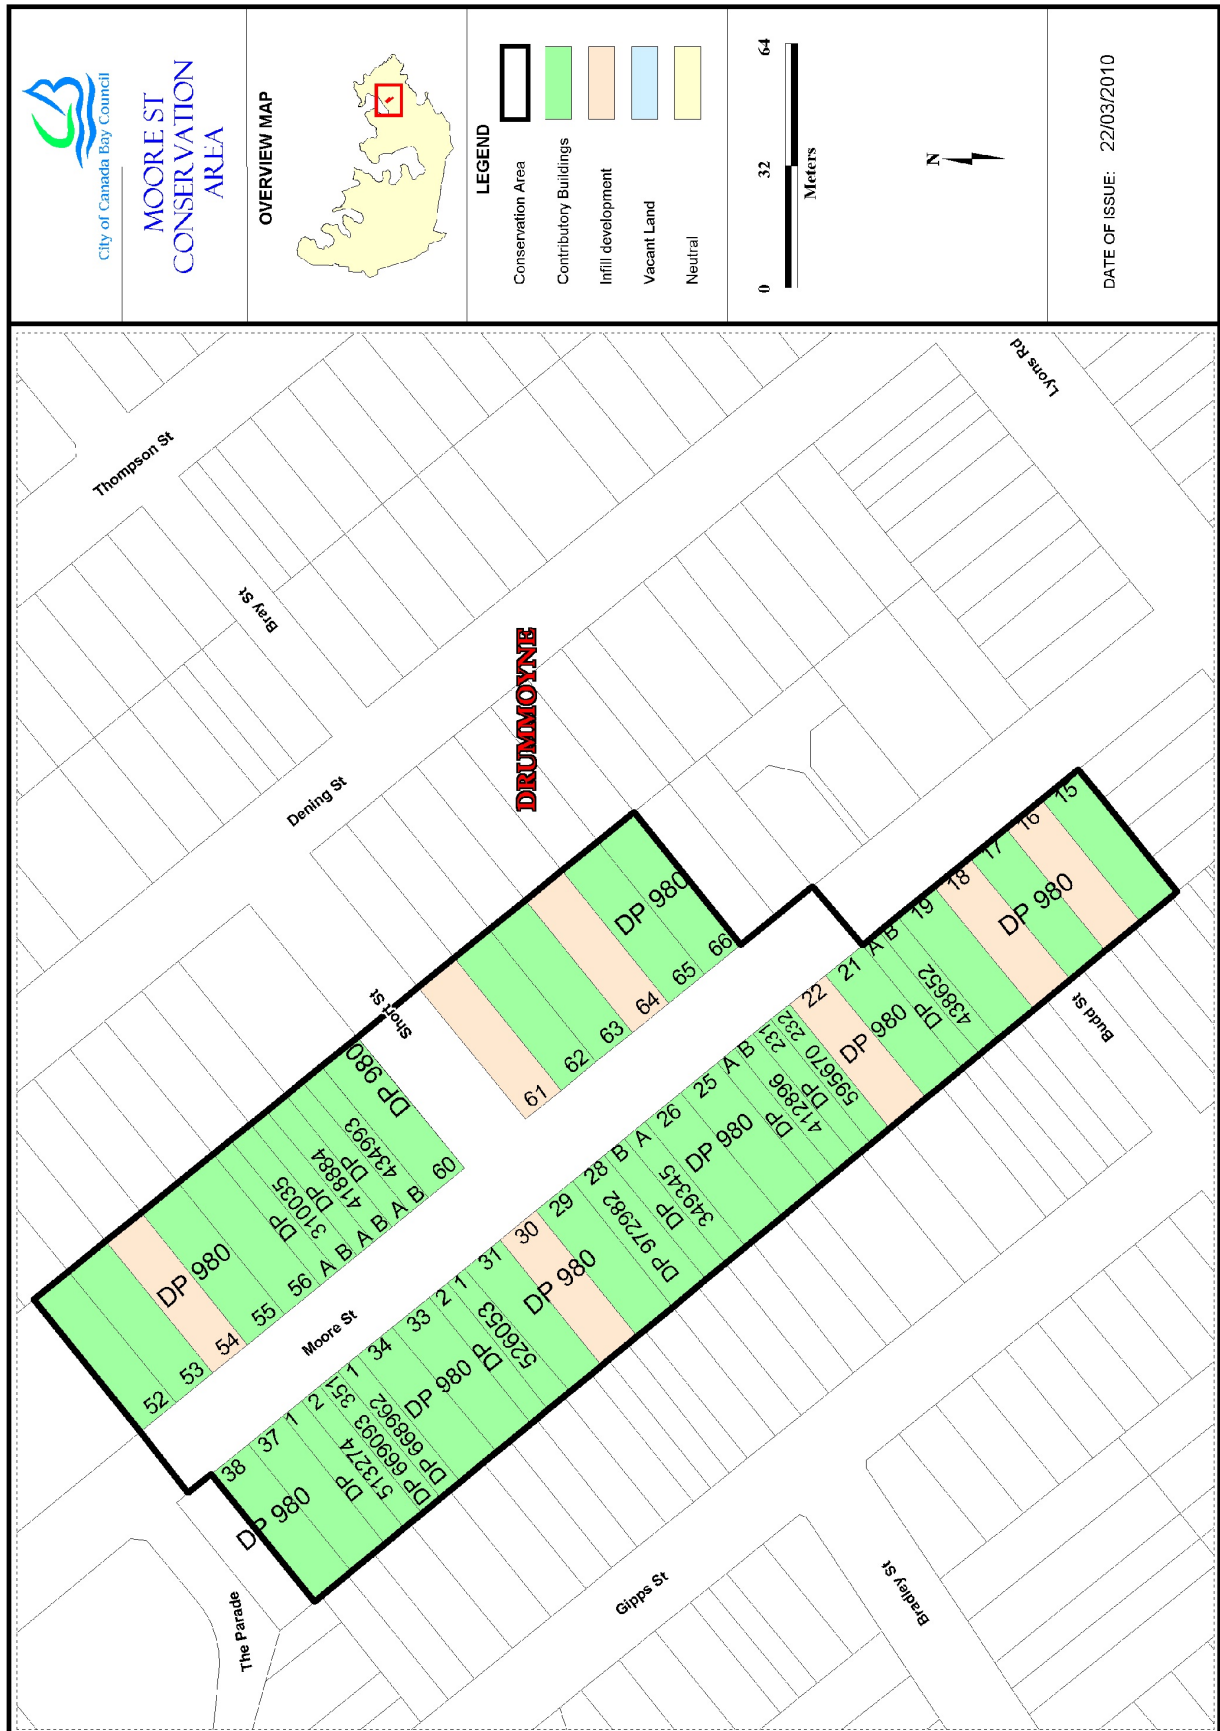 City of Canada Bay Council
MOORE ST
CONSERVATION
AREA
OVERVIEW MAP
LEGEND
Conservation Area
Contributory Buildings
Infill development
Vacant Land
Neutral
0 32 64
Meters
N
DATE OF ISSUE: 22/03/2010
Thompson St
Bray St
Lyons Rd
DRUMMOYNE
Dening St
Short St
Moore St
Budd St
The Parade
Gipps St
Bradley St
52
53
54
55
56
A
B
A
B
A
B
60
DP 980
DP
310035
DP
418884
DP
434993
DP 980
61
62
63
64
65
66
DP 980
38
37
1
2
351
1
34
33
2
1
31
30
29
28
B
A
26
25
A
B
231
232
22
21
A
B
19
18
17
16
15
DP 980
DP
513274
DP 669093
DP 668962
DP 980
DP
526053
DP 980
DP 972982
DP
349345
DP 980
DP
412896
DP
595670
DP 980
DP
438652
DP 980